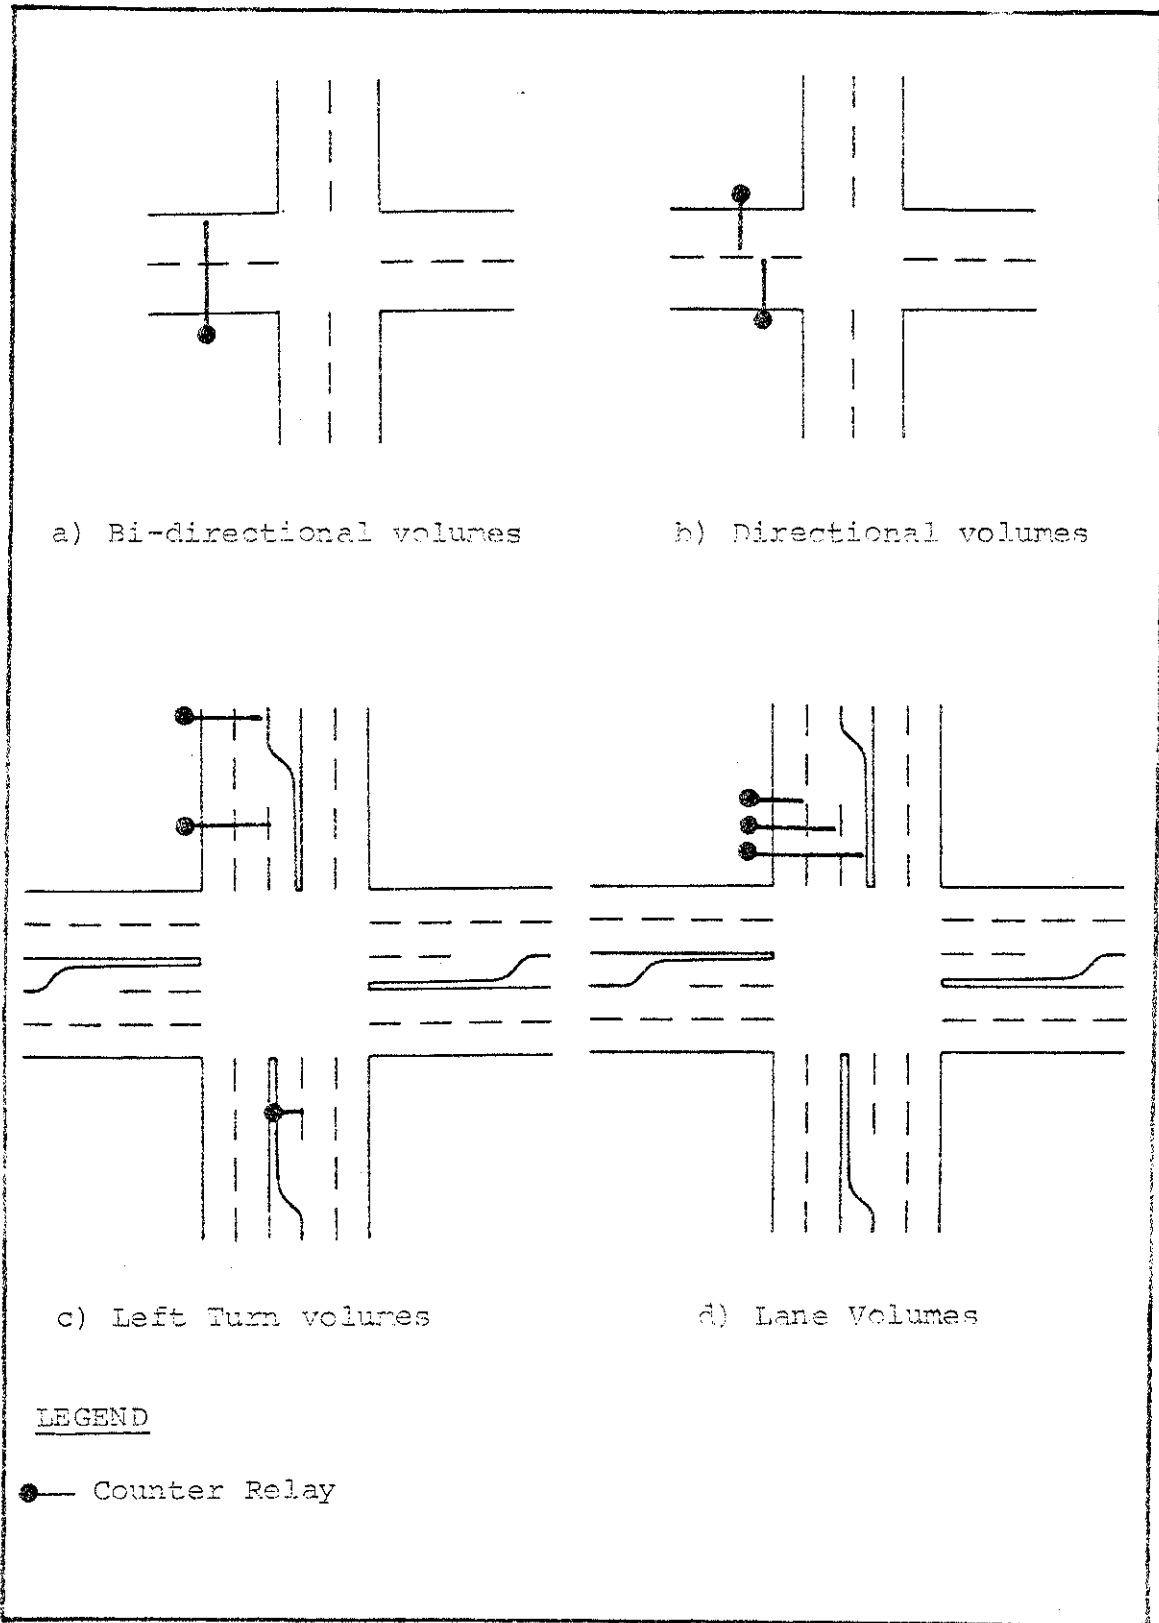 a) Bi-directional volumes
b) Directional volumes
c) Left Turn volumes
d) Lane Volumes
LEGEND
Counter Relay